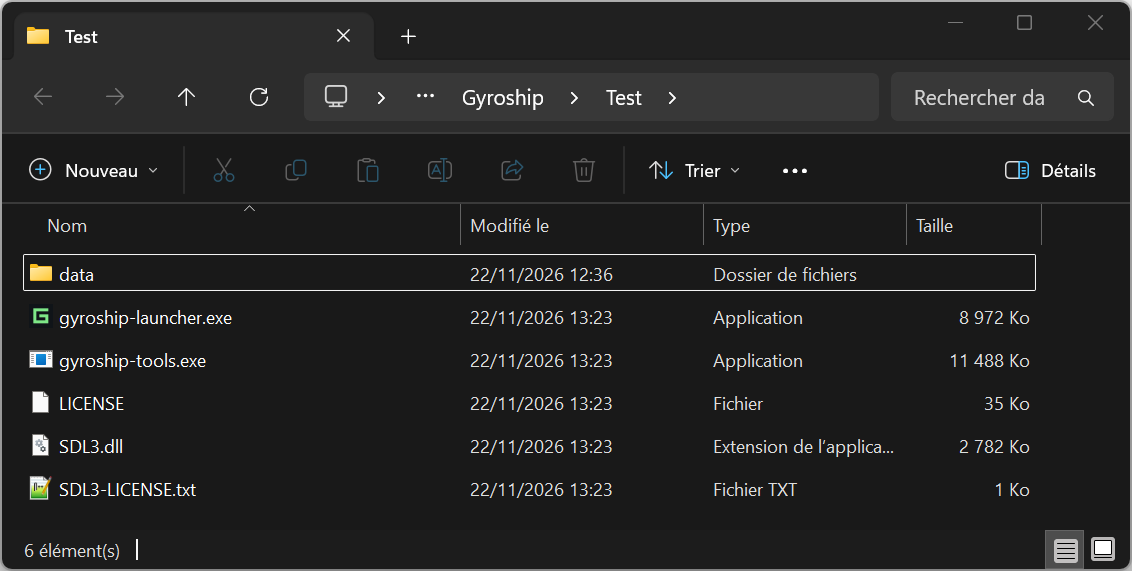 Test
Gyroship Test Rechercher da
Nouveau Trier Détails
Nom Modifié le Type Taille
data 22/11/2026 12:36 Dossier de fichiers
gyroship-launcher.exe 22/11/2026 13:23 Application 8 972 Ko
gyroship-tools.exe 22/11/2026 13:23 Application 11 488 Ko
LICENSE 22/11/2026 13:23 Fichier 35 Ko
SDL3.dll 22/11/2026 13:23 Extension de l’applica... 2 782 Ko
SDL3-LICENSE.txt 22/11/2026 13:23 Fichier TXT 1 Ko
6 élément(s)